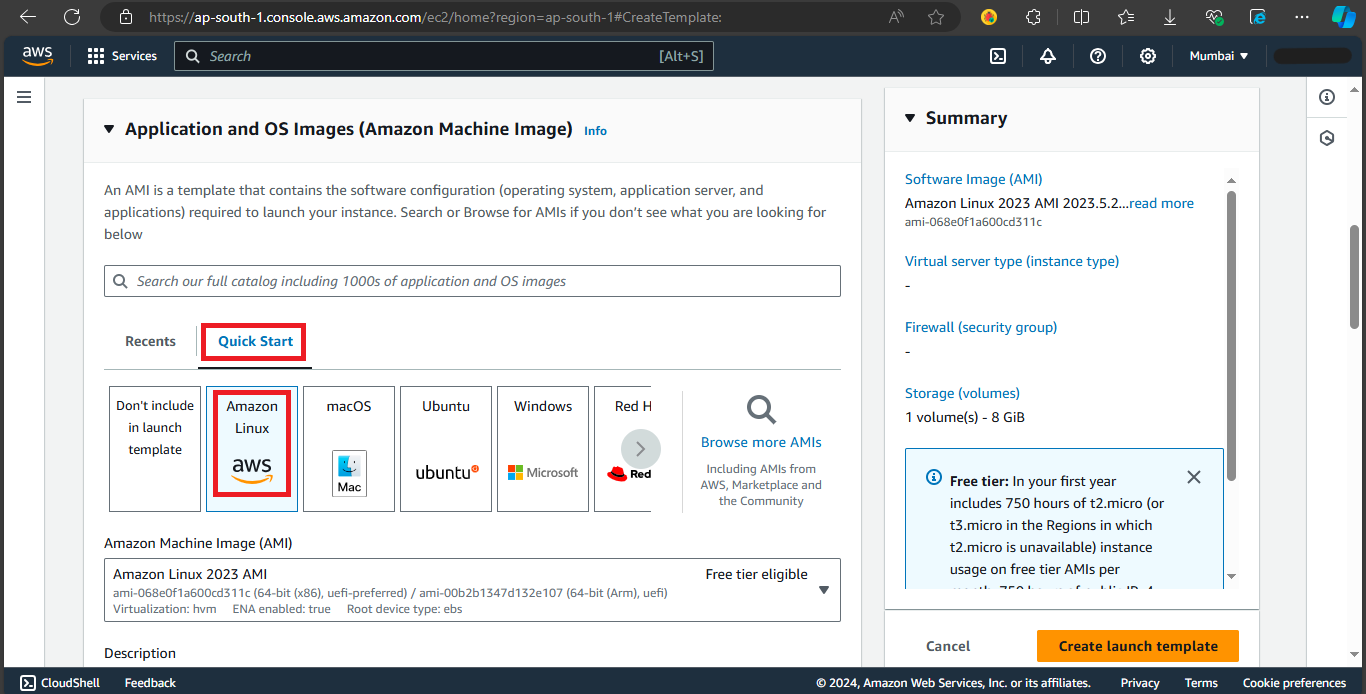 https://ap-south-1.console.aws.amazon.com/ec2/home?region=ap-south-1#CreateTemplate:
aws
Services
Search
[Alt+S]
Mumbai
Application and OS Images (Amazon Machine Image)
Info
An AMI is a template that contains the software configuration (operating system, application server, and
applications) required to launch your instance. Search or Browse for AMIs if you don't see what you are looking for
below
Search our full catalog including 1000s of application and OS images
Recents
Quick Start
Don't include
in launch
template
Amazon
Linux
aws
macOS
Mac
Ubuntu
ubuntu
Windows
Microsoft
Red H
Red
Browse more AMIs
Including AMIs from
AWS, Marketplace and
the Community
Amazon Machine Image (AMI)
Amazon Linux 2023 AMI
Free tier eligible
ami-068e0f1a600cd311c (64-bit (x86), uefi-preferred) / ami-00b2b1347d132e107 (64-bit (Arm), uefi)
Virtualization: hvm ENA enabled: true Root device type: ebs
Description
Summary
Software Image (AMI)
Amazon Linux 2023 AMI 2023.5.2...read more
ami-068e0f1a600cd311c
Virtual server type (instance type)
-
Firewall (security group)
-
Storage (volumes)
1 volume(s) - 8 GiB
Free tier: In your first year
includes 750 hours of t2.micro (or
t3.micro in the Regions in which
t2.micro is unavailable) instance
usage on free tier AMIs per
Cancel
Create launch template
CloudShell
Feedback
© 2024, Amazon Web Services, Inc. or its affiliates.
Privacy
Terms
Cookie preferences